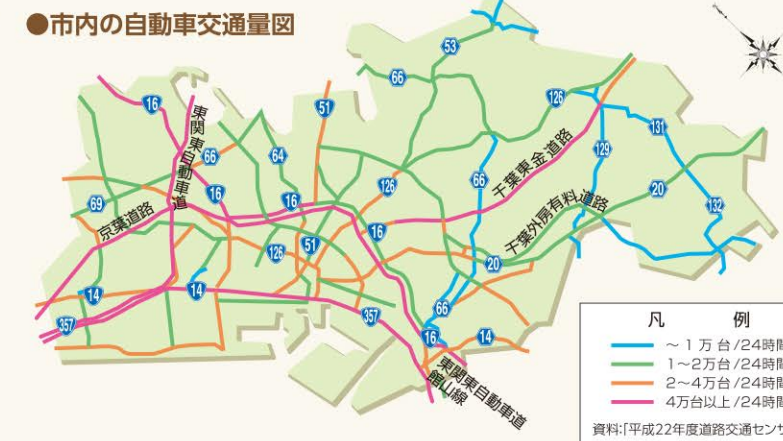 ●市内の自動車交通量図
53
66
16
51
126
東関東自動車道
131
66
64
129
千葉東金道路
66
16
126
20
69
16
132
京葉道路
千葉外房有料道路
16
51
126
20
14
14
66
357
357
16
14
東関東自動車道
館山線
凡 例
～1万台/24時間
1～2万台/24時間
2～4万台/24時間
4万台以上/24時間
資料:「平成22年度道路交通センサ